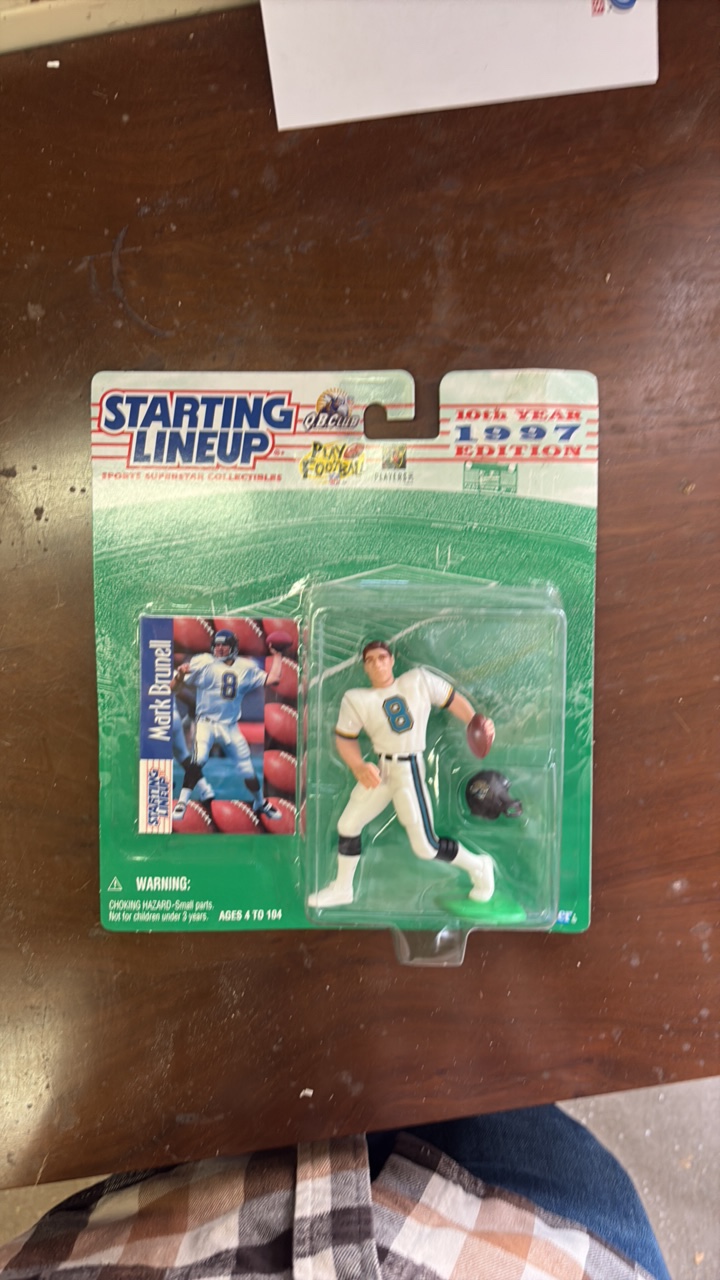 STARTING
LINEUP
SPORTS SUPERSTAR COLLECTIBLES
Q.B. CLUB
PLAY
FOOTBALL
PLAYERS
10th YEAR
1997
EDITION
Mark Brunell
STARTING
LINEUP
8
8
WARNING:
CHOKING HAZARD-Small parts.
Not for children under 3 years. AGES 4 TO 104